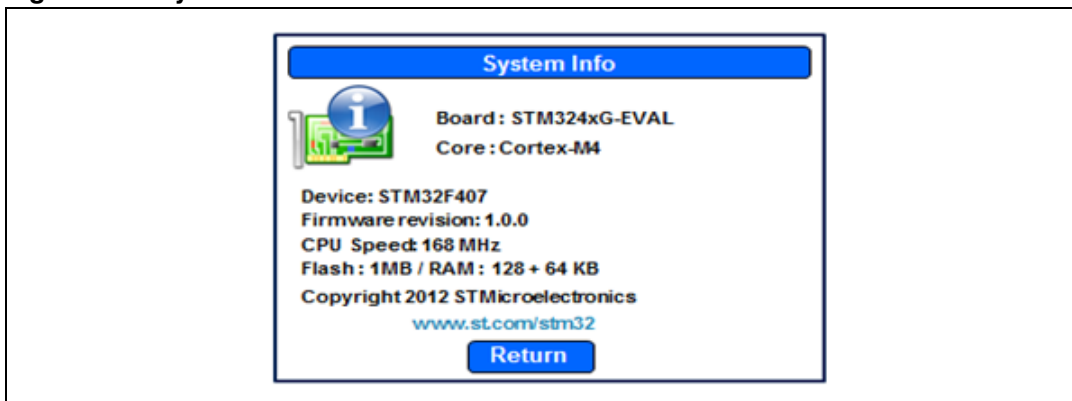 System Info
Board : STM324xG-EVAL
Core : Cortex-M4
Device: STM32F407
Firmware revision: 1.0.0
CPU Speed: 168 MHz
Flash : 1MB / RAM : 128 + 64 KB
Copyright 2012 STMicroelectronics
www.st.com/stm32
Return